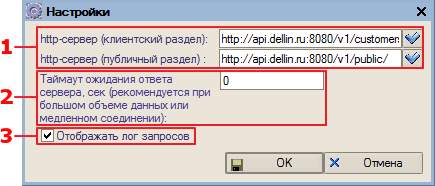 Настройки
1
http-сервер (клиентский раздел): http://api.dellin.ru:8080/v1/customer
http-сервер (публичный раздел) : http://api.dellin.ru:8080/v1/public/
2
Таймаут ожидания ответа 0
сервера, сек (рекомендуется при
большом объеме данных или
медленном соединении):
3
Отображать лог запросов
OK Отмена